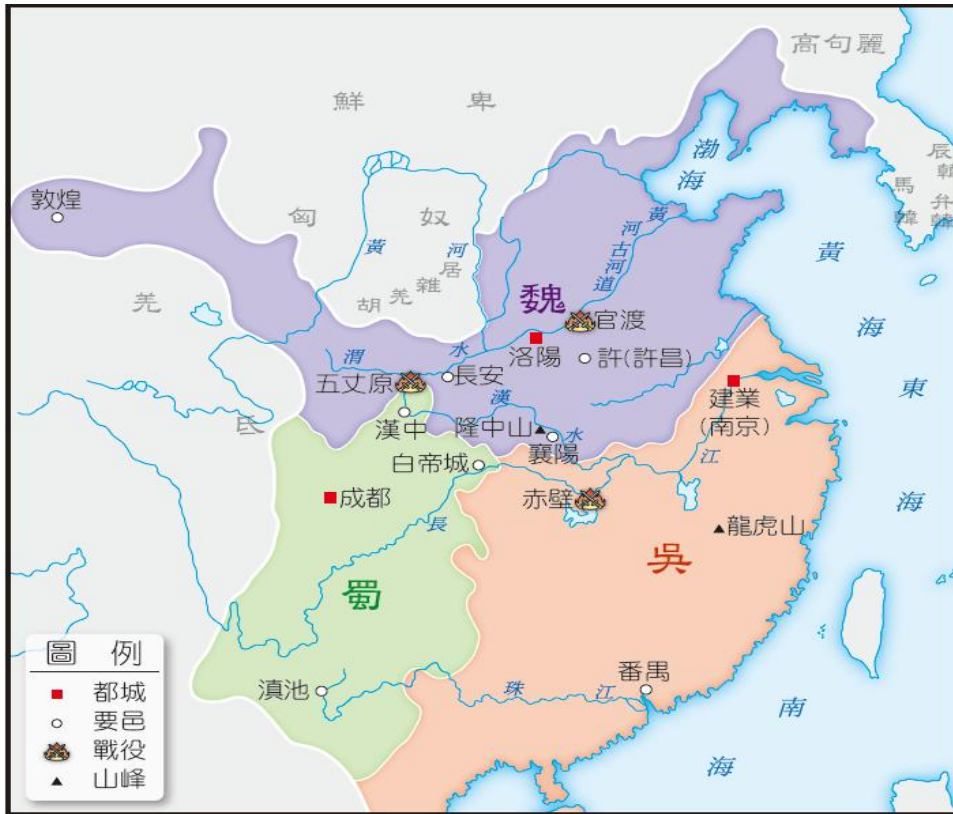 高句麗
鮮卑
渤海
辰韓
馬韓
弁韓
敦煌
匈奴
黃河
黃河古河道
居雜羌胡
黃海
羌
魏
官渡
洛陽
許(許昌)
渭水
長安
五丈原
漢水
建業
(南京)
東海
氐
漢中
隆中山
襄陽
白帝城
江
成都
赤壁
長
龍虎山
吳
蜀
圖例
都城
要邑
戰役
山峰
滇池
珠江
番禺
南海